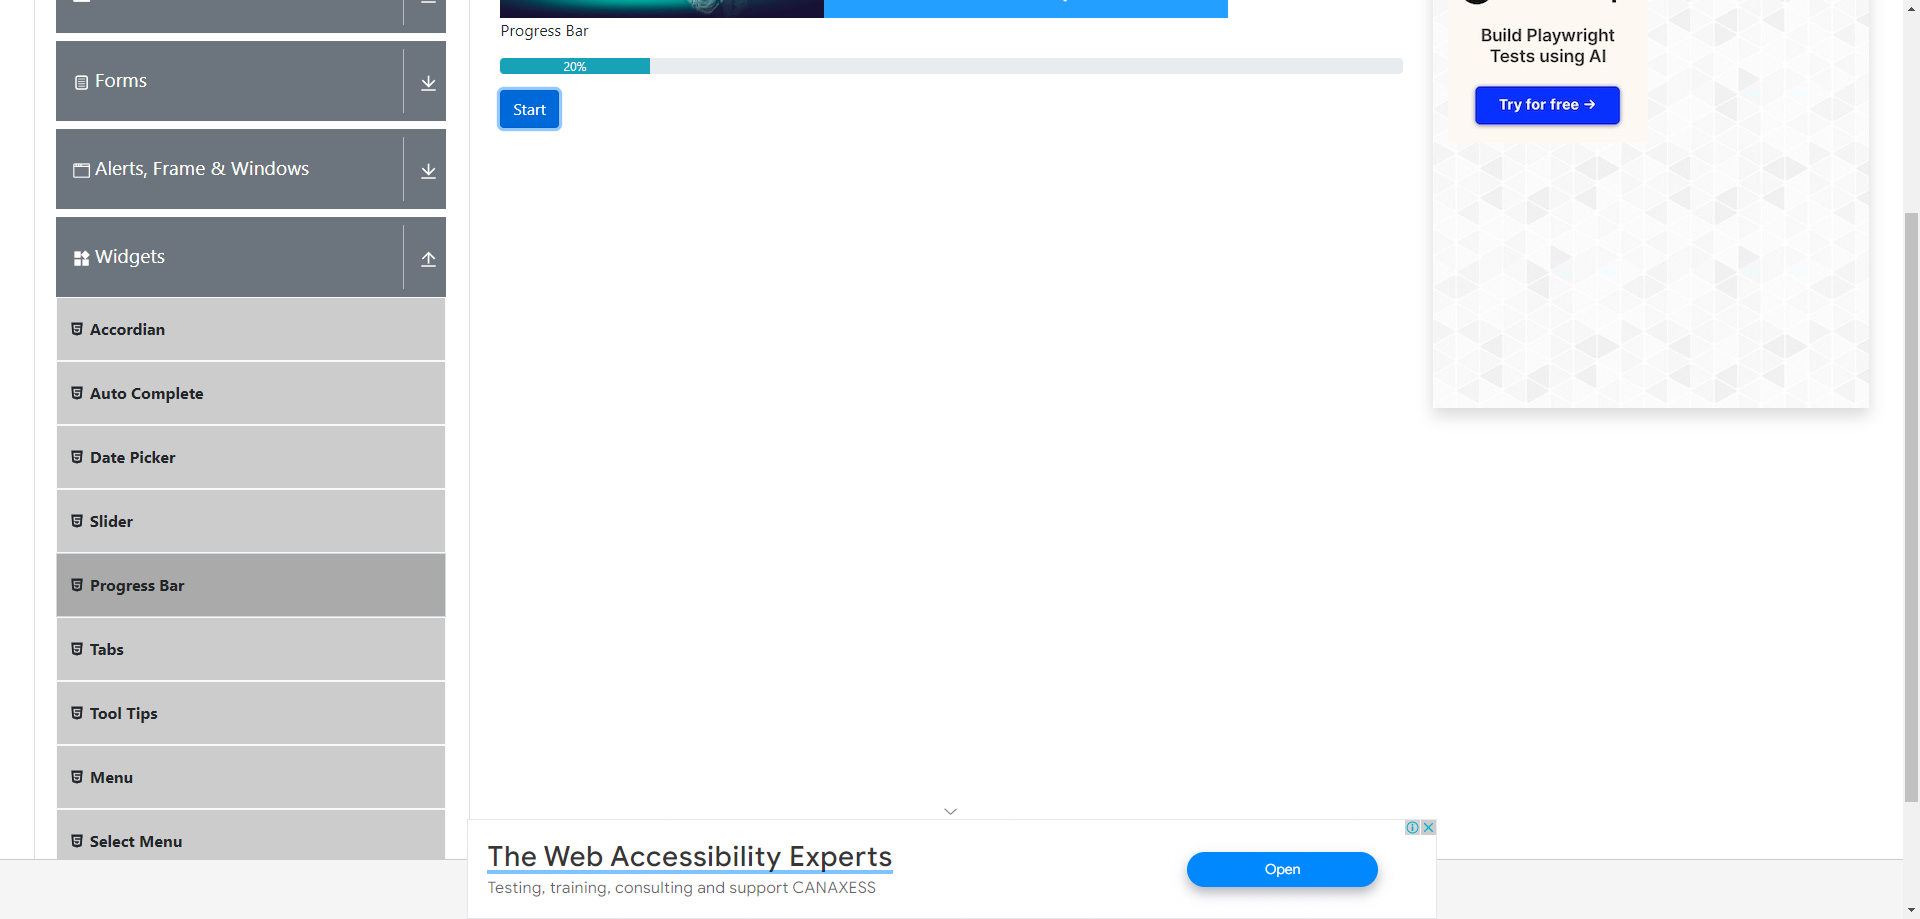 Forms
Alerts, Frame & Windows
Widgets
Accordian
Auto Complete
Date Picker
Slider
Progress Bar
Tabs
Tool Tips
Menu
Select Menu
Progress Bar
20%
Start
Build Playwright
Tests using AI
Try for free →
The Web Accessibility Experts
Testing, training, consulting and support CANAXESS
Open